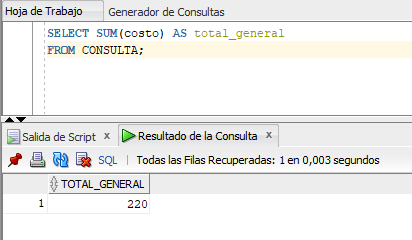 Hoja de Trabajo Generador de Consultas
SELECT SUM(costo) AS total_general
FROM CONSULTA;
Salida de Script x Resultado de la Consulta x
SQL | Todas las Filas Recuperadas: 1 en 0,003 segundos
TOTAL_GENERAL
1 220